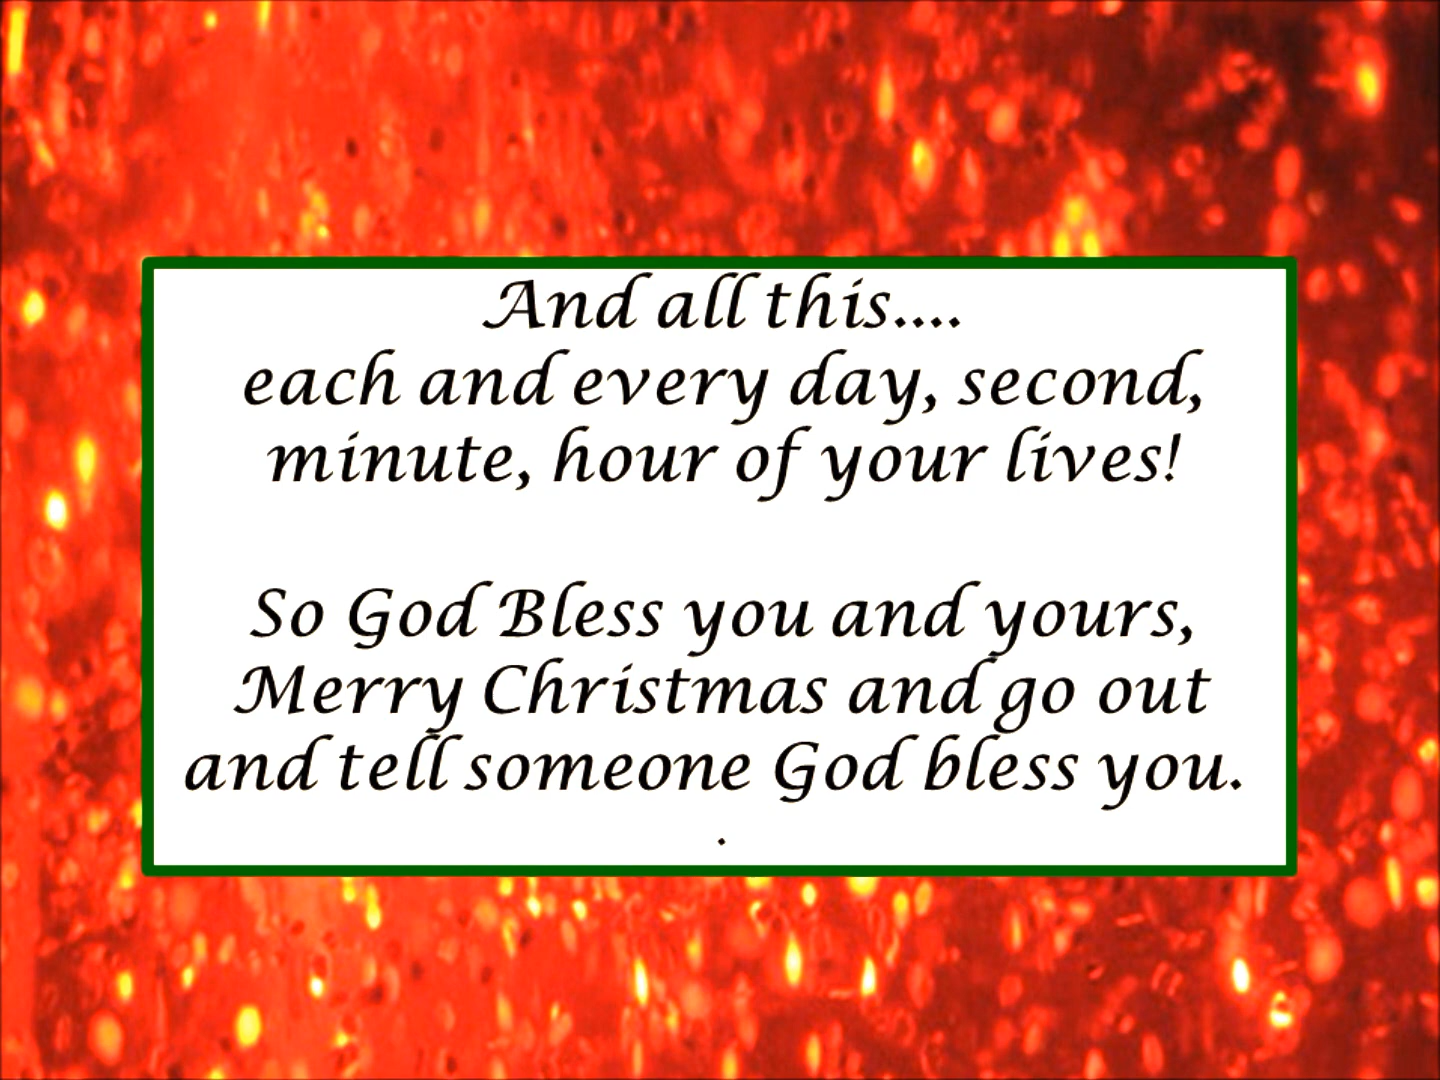 And all this....
each and every day, second,
minute, hour of your lives!
So God Bless you and yours,
Merry Christmas and go out
and tell someone God bless you.
.